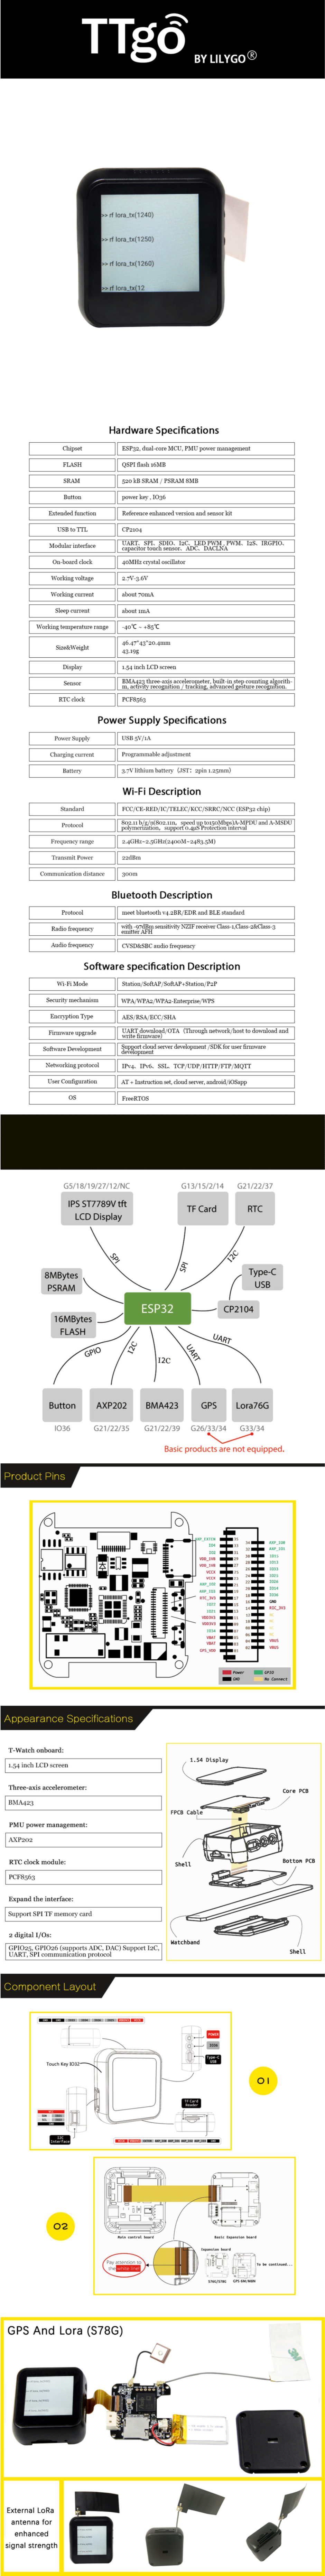 TTgo
BY LILYGO®
>> rf lora_tx(1240)
>> rf lora_tx(1250)
>> rf lora_tx(1260)
>> rf lora_tx(12
Hardware Specifications
Chipset ESP32, dual-core MCU, PMU power management
FLASH QSPI flash 16MB
SRAM 520 kB SRAM / PSRAM 8MB
Button power key , IO36
Extended function Reference enhanced version and sensor kit
USB to TTL CP2104
Modular interface UART、SPI、SDIO、I2C、LED PWM、PWM、I2S、IRGPIO、
capacitor touch sensor、ADC、DACLNA
On-board clock 40MHz crystal oscillator
Working voltage 2.7V-3.6V
Working current about 70mA
Sleep current about 1mA
Working temperature range -40℃ ~ +85℃
Size&Weight 46.47*43*20.4mm
43.19g
Display 1.54 inch LCD screen
Sensor BMA423 three-axis accelerometer, built-in step counting algorith-
m, activity recognition / tracking, advanced gesture recognition.
RTC clock PCF8563
Power Supply Specifications
Power Supply USB 5V/1A
Charging current Programmable adjustment
Battery 3.7V lithium battery （JST：2pin 1.25mm）
Wi-Fi Description
Standard FCC/CE-RED/IC/TELEC/KCC/SRRC/NCC (ESP32 chip)
Protocol 802.11 b/g/n(802.11n，speed up to150Mbps)A-MPDU and A-MSDU
polymerization，support 0.4μS Protection interval
Frequency range 2.4GHz~2.5GHz(2400M~2483.5M)
Transmit Power 22dBm
Communication distance 300m
Bluetooth Description
Protocol meet bluetooth v4.2BR/EDR and BLE standard
Radio frequency with -97dBm sensitivity NZIF receiver Class-1,Class-2&Class-3
emitter AFH
Audio frequency CVSD&SBC audio frequency
Software specification Description
Wi-Fi Mode Station/SoftAP/SoftAP+Station/P2P
Security mechanism WPA/WPA2/WPA2-Enterprise/WPS
Encryption Type AES/RSA/ECC/SHA
Firmware upgrade UART download/OTA（Through network/host to download and
write firmware）
Software Development Support cloud server development /SDK for user firmware
development
Networking protocol IPv4、IPv6、SSL、TCP/UDP/HTTP/FTP/MQTT
User Configuration AT + Instruction set, cloud server, android/iOSapp
OS FreeRTOS
G5/18/19/27/12/NC G13/15/2/14 G21/22/37
IPS ST7789V tft
LCD Display
TF Card
RTC
SPI
SPI
I2C
8MBytes
PSRAM
Type-C
USB
ESP32
CP2104
16MBytes
FLASH
GPIO
I2C
I2C
UART
UART
Button AXP202 BMA423 GPS Lora76G
IO36 G21/22/35 G21/22/39 G26/33/34 G33/34
Basic products are not equipped.
Product Pins
Power GPIO
GND No Connect
Appearance Specifications
T-Watch onboard:
1.54 inch LCD screen
Three-axis accelerometer:
BMA423
PMU power management:
AXP202
RTC clock module:
PCF8563
Expand the interface:
Support SPI TF memory card
2 digital I/Os:
GPIO25, GPIO26 (supports ADC, DAC) Support I2C,
UART, SPI communication protocol
1.54 Display
Core PCB
FPCB Cable
Shell
Bottom PCB
Watchband
Shell
Component Layout
Touch Key IO32
Type-C
USB
TF Card
Reader
I2C
Interface
01
02
Main control board
Basic Expansion board
Expansion board
Pay attention to
the white line
S76G/S78G
GPS AND/WARN
To be continued...
GPS And Lora (S78G)
External LoRa
antenna for
enhanced
signal strength